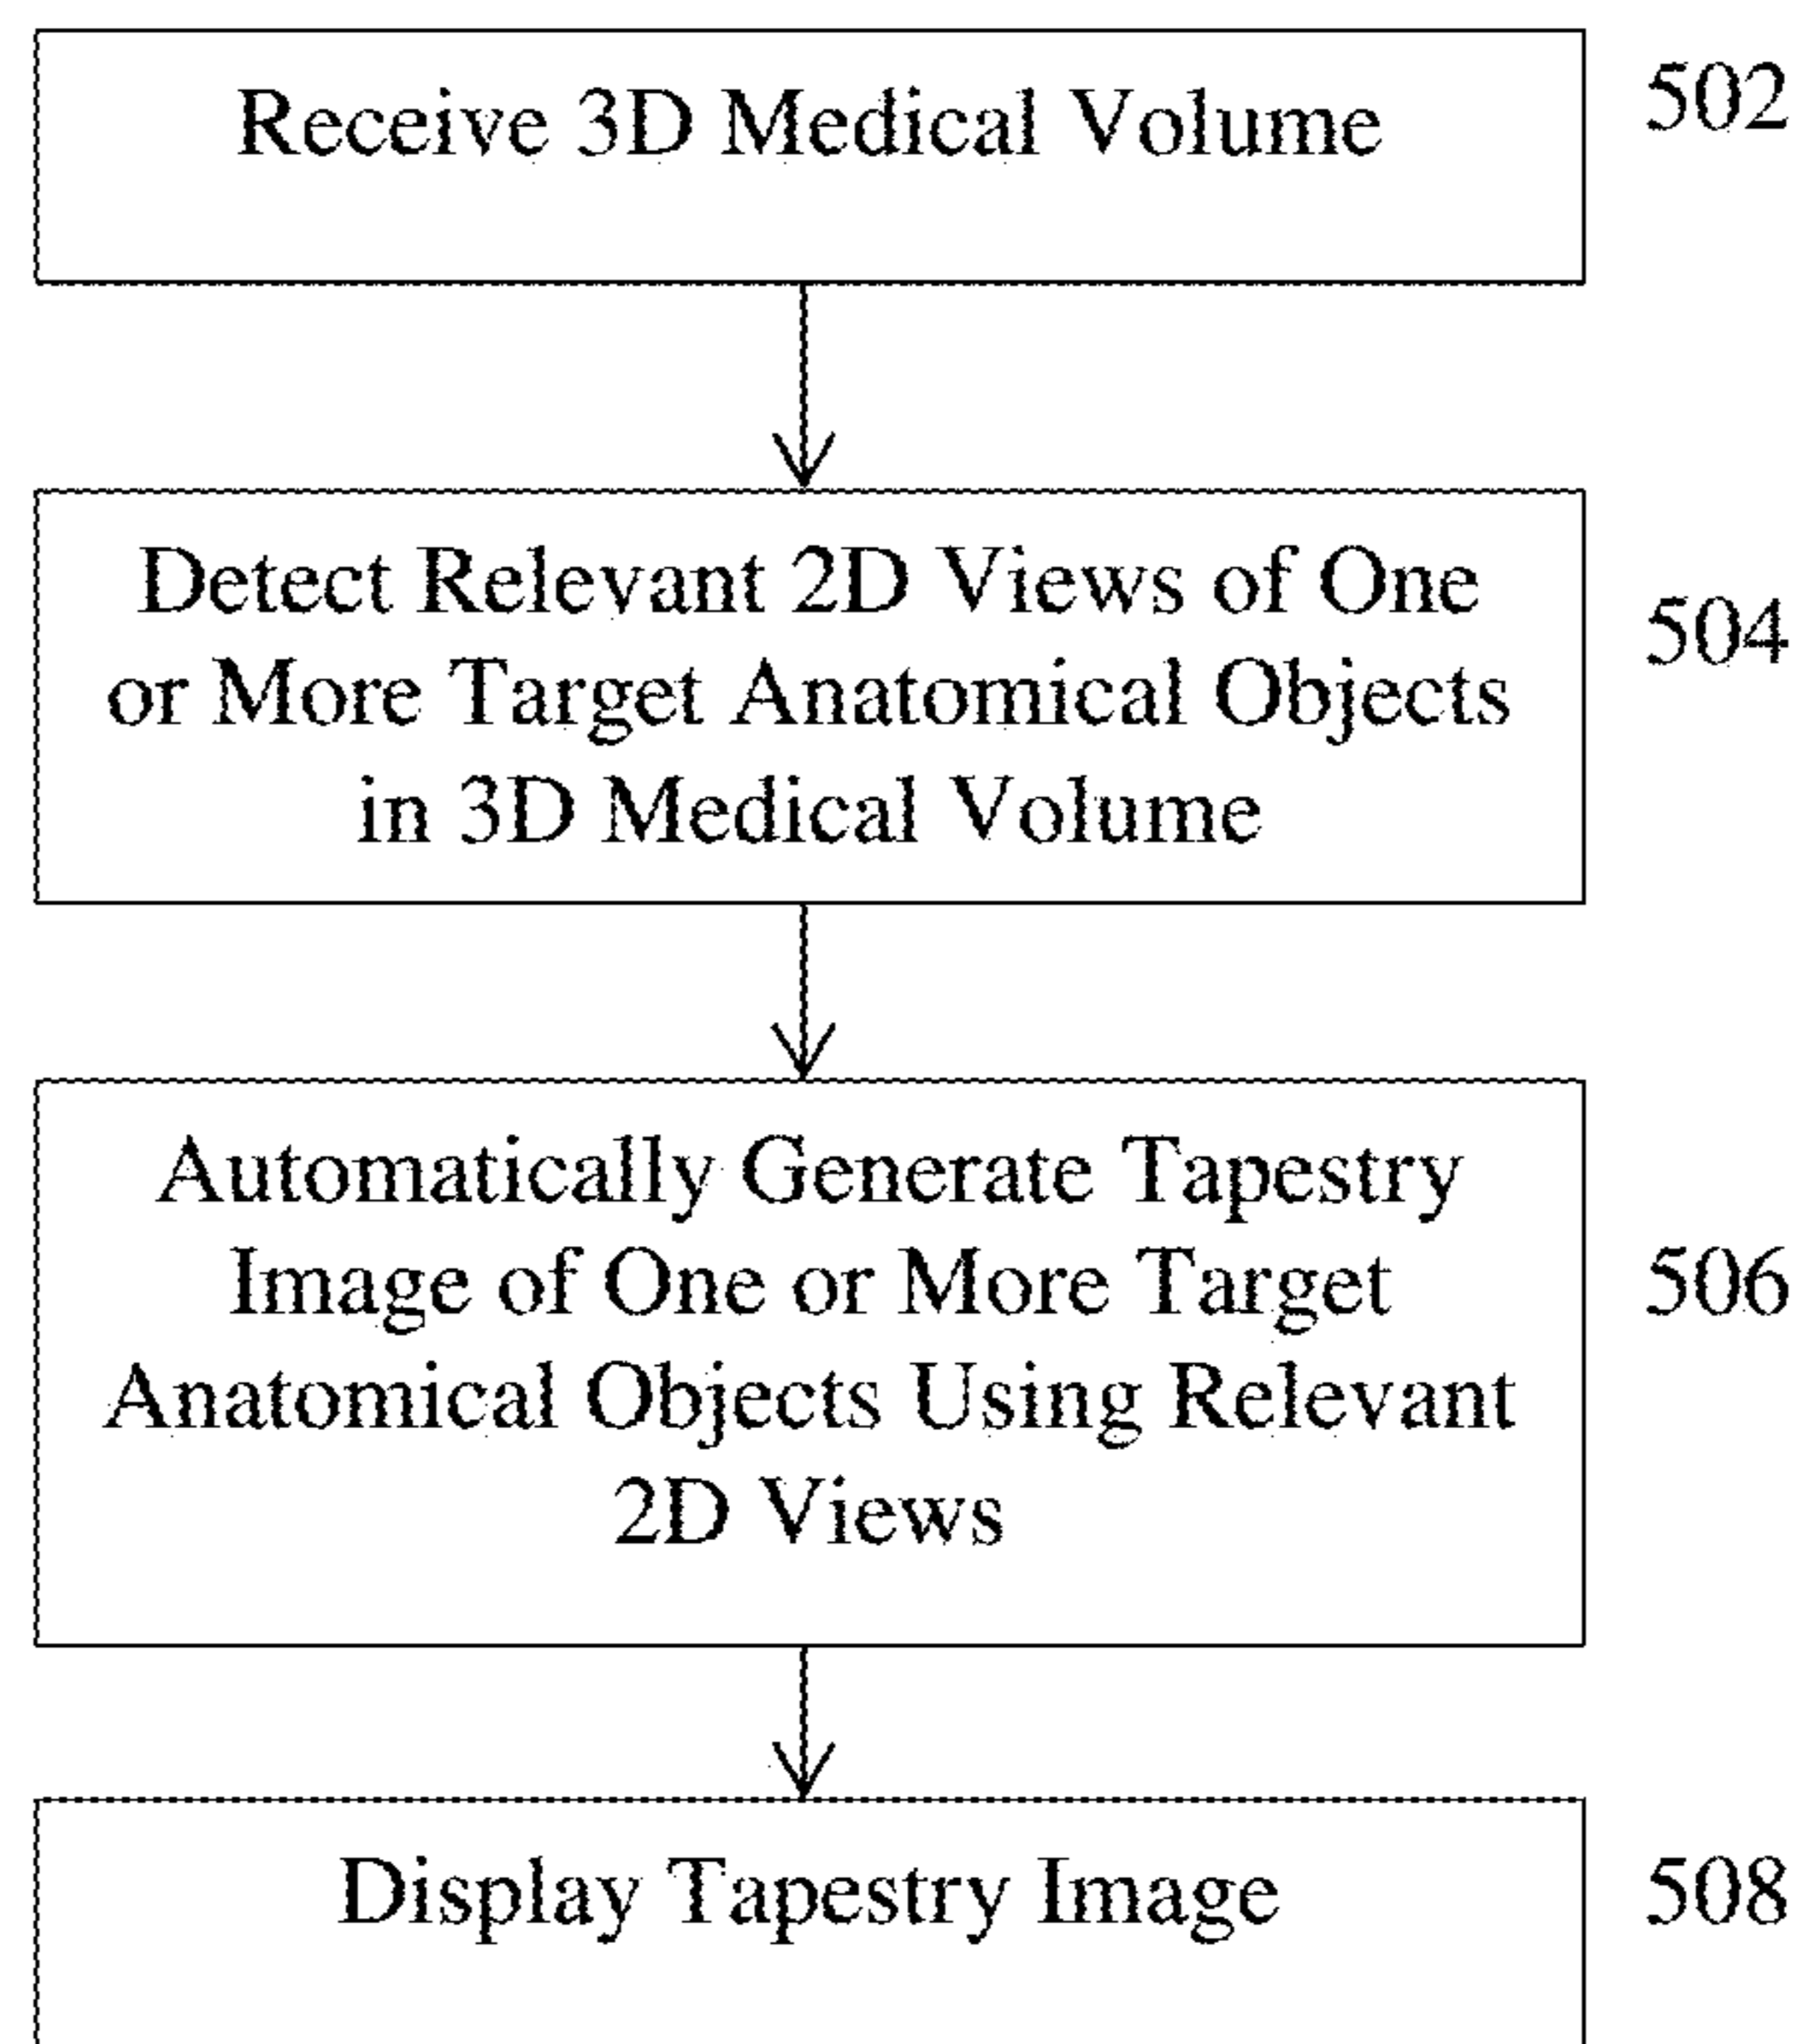 Receive 3D Medical Volume
502
Detect Relevant 2D Views of One
or More Target Anatomical Objects
in 3D Medical Volume
504
Automatically Generate Tapestry
Image of One or More Target
Anatomical Objects Using Relevant
2D Views
506
Display Tapestry Image
508